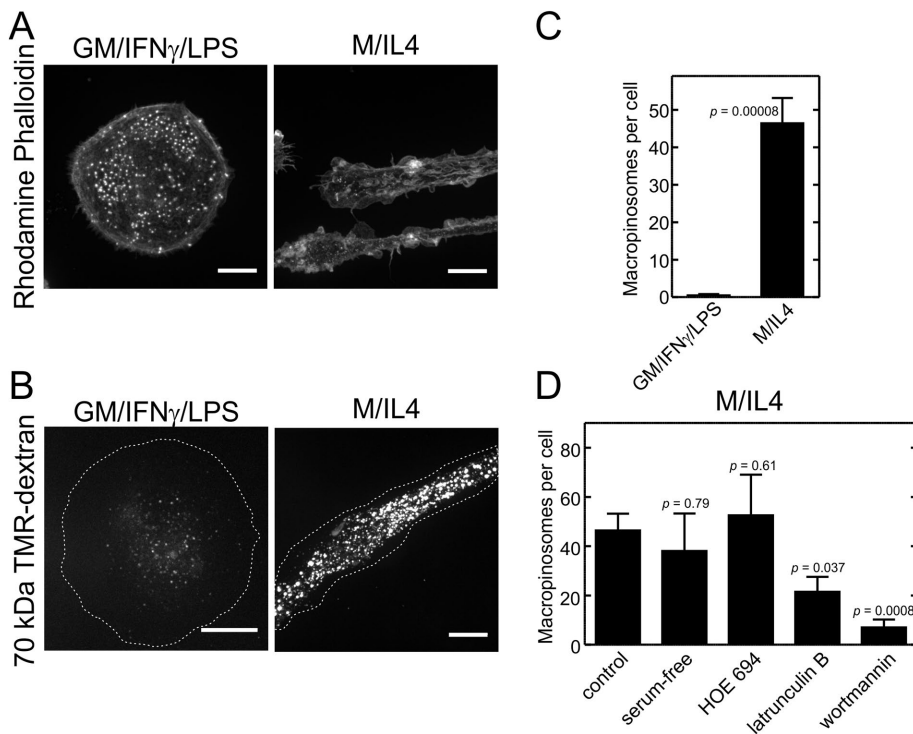 A
GM/IFNγ/LPS
M/IL4
Rhodamine Phalloidin
B
GM/IFNγ/LPS
M/IL4
70 kDa TMR-dextran
C
Macropinosomes per cell
50
40
30
20
10
0
p = 0.00008
GM/IFNγ/LPS
M/IL4
D
M/IL4
Macropinosomes per cell
80
60
40
20
0
p = 0.79
p = 0.61
p = 0.037
p = 0.0008
control
serum-free
HOE 694
latrunculin B
wortmannin